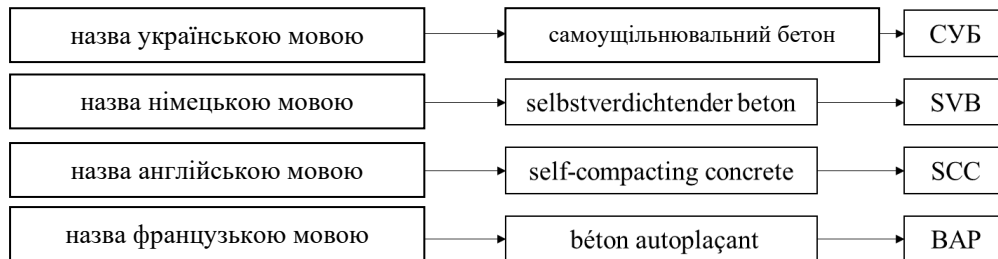 назва українською мовою самоущільнювальний бетон СУБ
назва німецькою мовою selbstverdichtender beton SVB
назва англійською мовою self-compacting concrete SCC
назва французькою мовою béton autoplaçant BAP